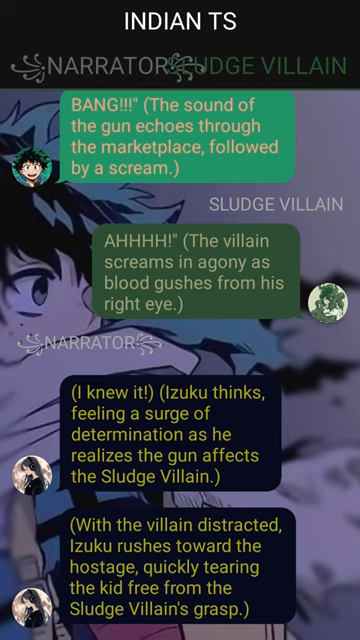 INDIAN TS
꧁NARRATOR꧂
SLUDGE VILLAIN
BANG!!!" (The sound of
the gun echoes through
the marketplace, followed
by a scream.)
SLUDGE VILLAIN
AHHHH!" (The villain
screams in agony as
blood gushes from his
right eye.)
꧁NARRATOR꧂
(I knew it!) (Izuku thinks,
feeling a surge of
determination as he
realizes the gun affects
the Sludge Villain.)
(With the villain distracted,
Izuku rushes toward the
hostage, quickly tearing
the kid free from the
Sludge Villain's grasp.)